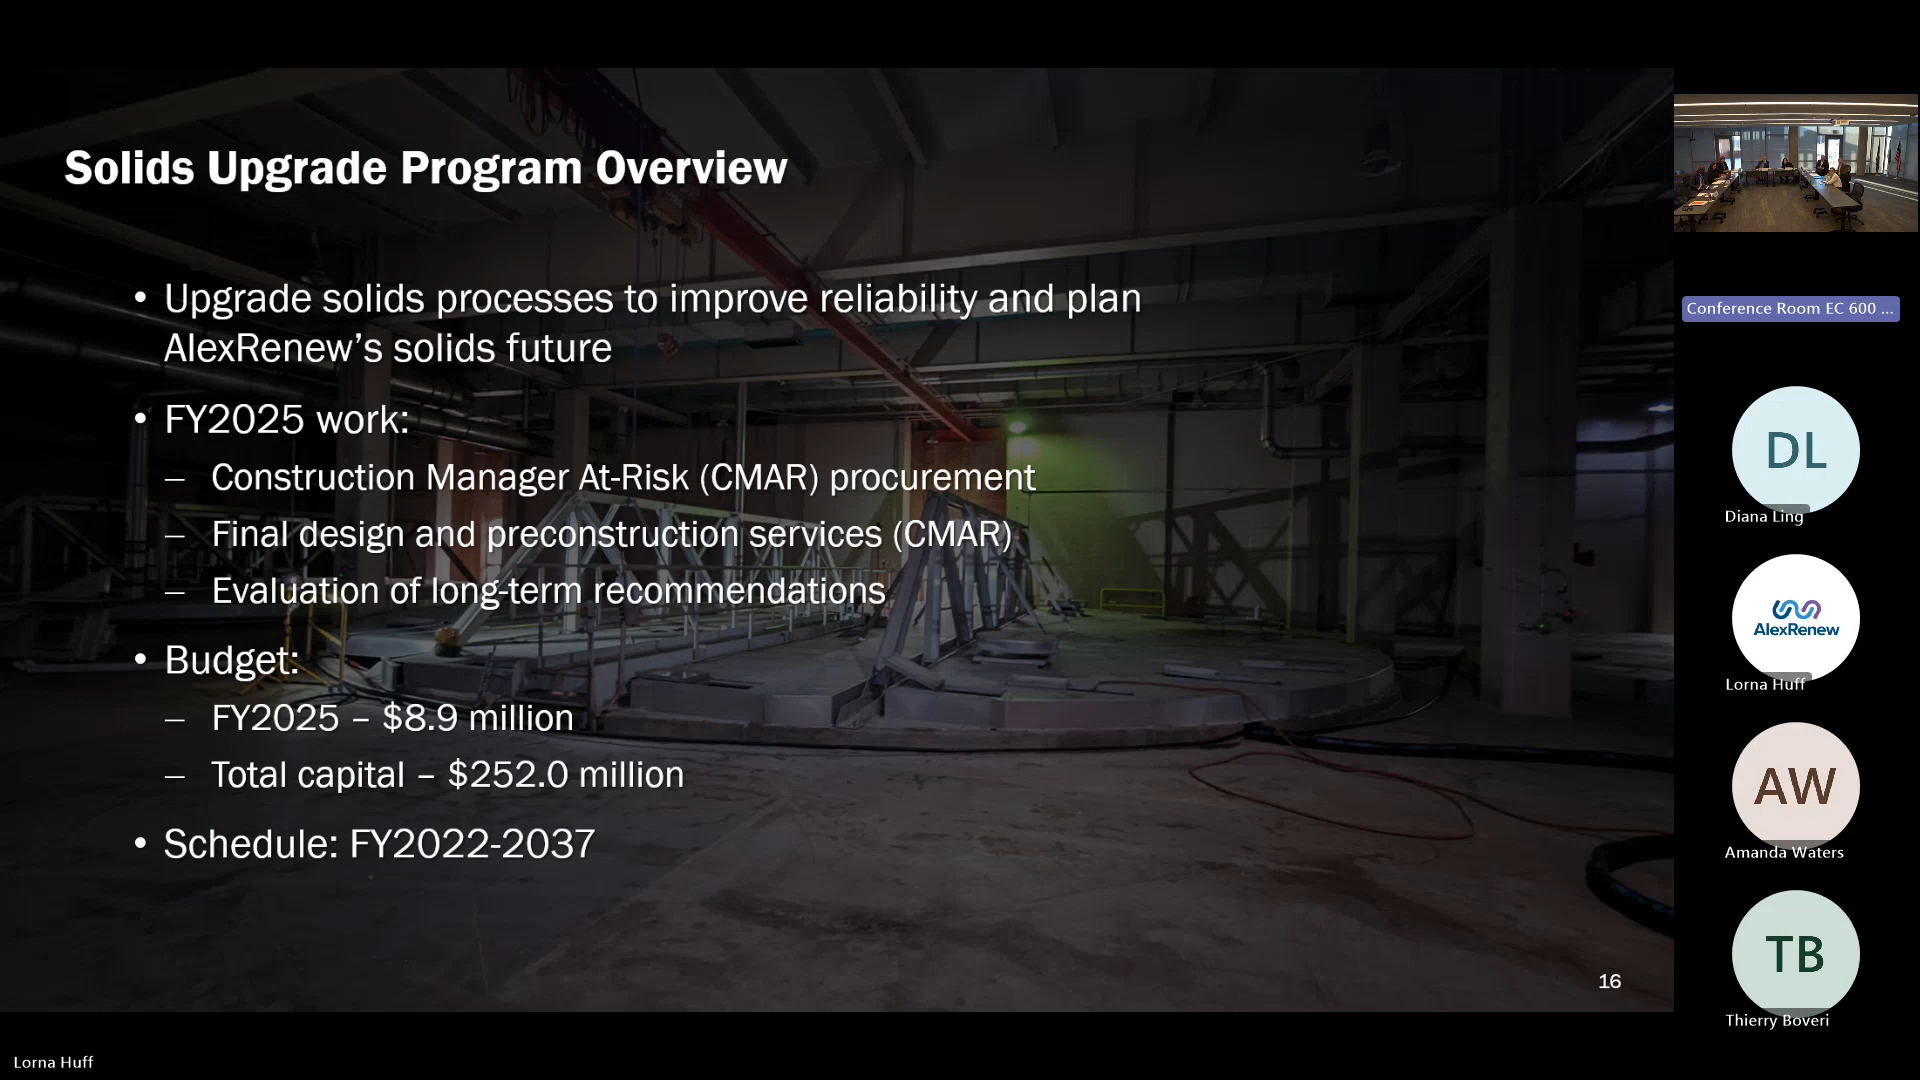 Solids Upgrade Program Overview
• Upgrade solids processes to improve reliability and plan
AlexRenew’s solids future
• FY2025 work:
– Construction Manager At-Risk (CMAR) procurement
– Final design and preconstruction services (CMAR)
– Evaluation of long-term recommendations
• Budget:
– FY2025 – $8.9 million
– Total capital – $252.0 million
• Schedule: FY2022-2037
16
Conference Room EC 600 ...
DL
Diana Ling
AlexRenew
Lorna Huff
AW
Amanda Waters
TB
Thierry Boveri
Lorna Huff